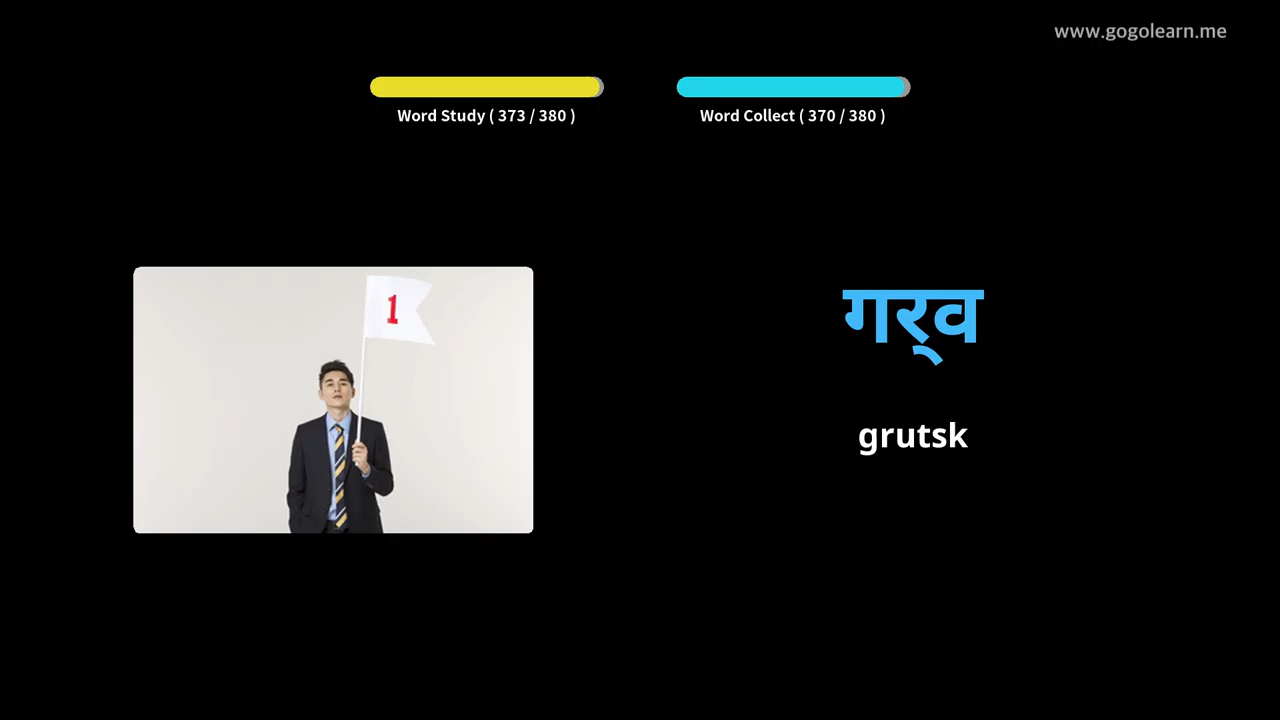 www.gogolearn.me
Word Study ( 373 / 380 )
Word Collect ( 370 / 380 )
1
गर्‍व
grutsk